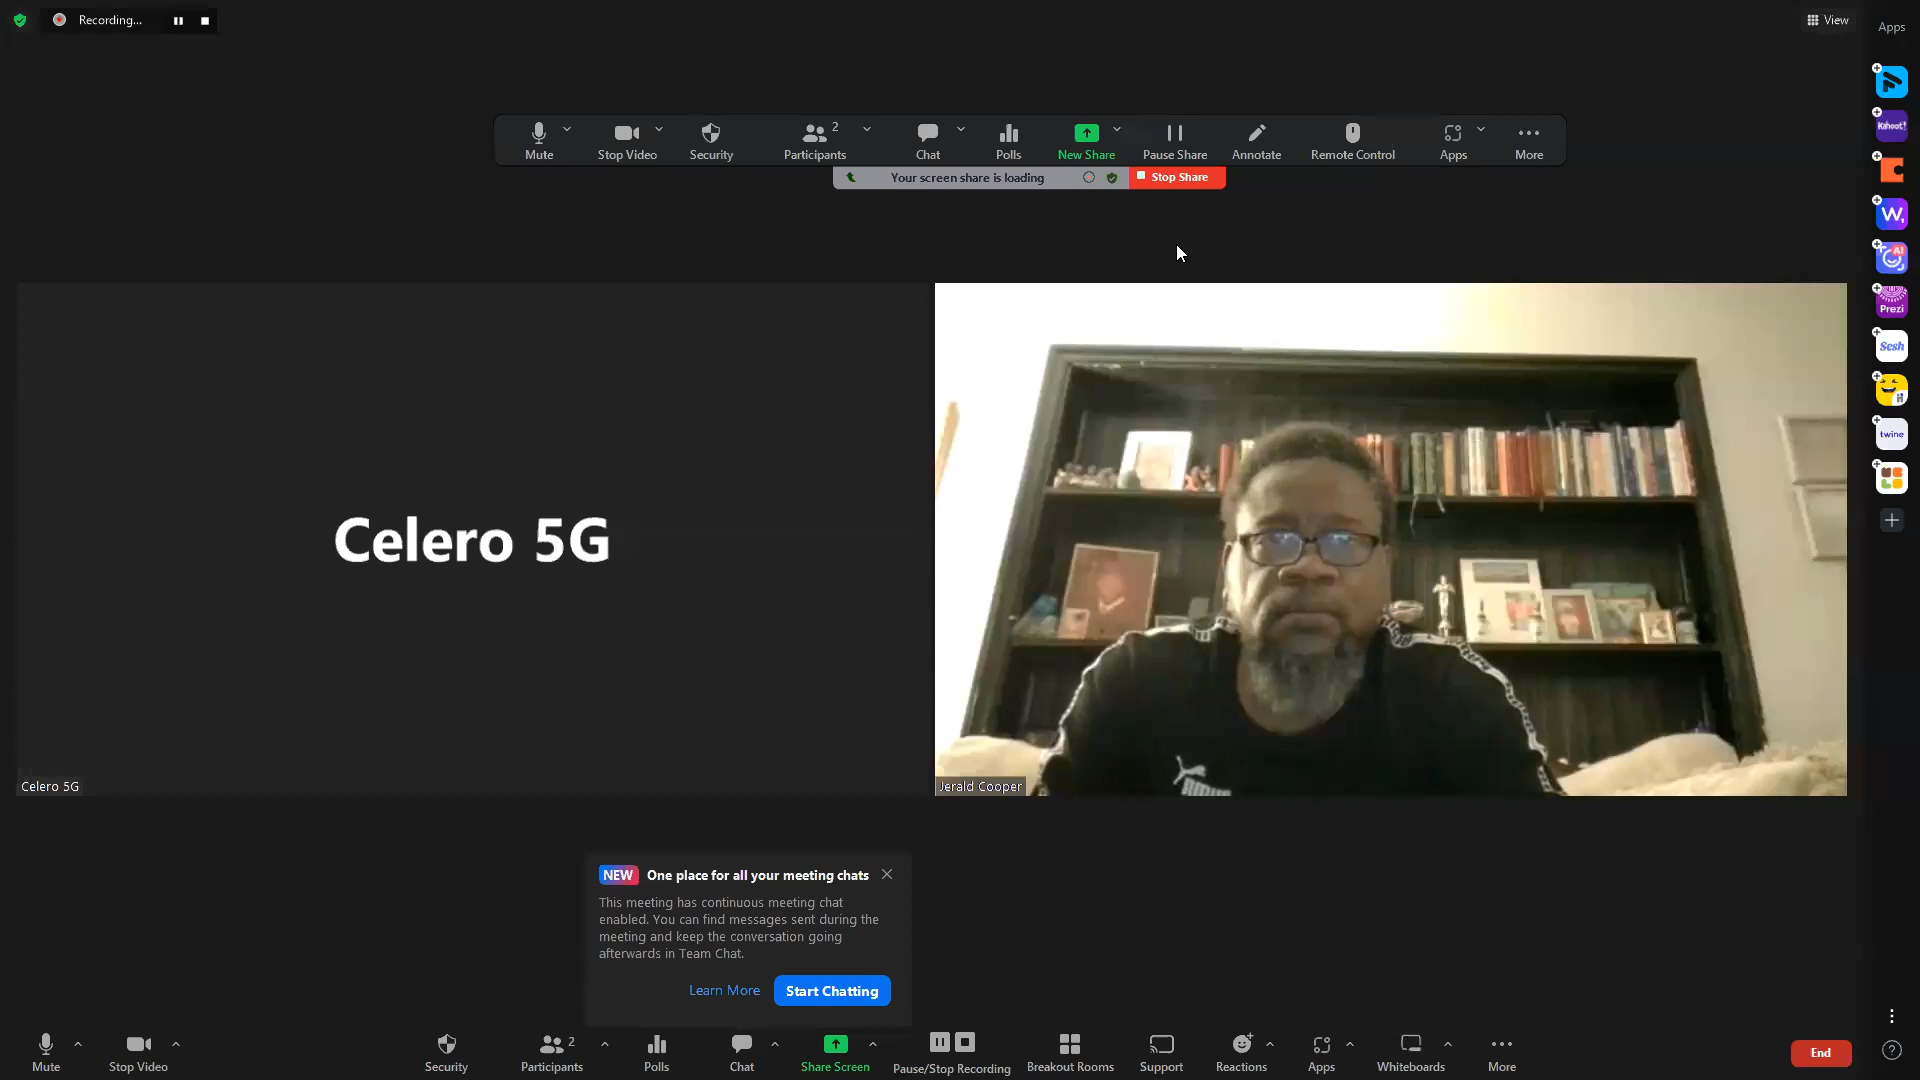 Recording...
View
Apps
Mute
Stop Video
Security
Participants
2
Chat
Polls
New Share
Pause Share
Annotate
Remote Control
Apps
More
Your screen share is loading
Stop Share
Kahoot!
W
AI
Prezi
Sesh
twine
Celero 5G
Celero 5G
Jerald Cooper
NEW One place for all your meeting chats
This meeting has continuous meeting chat
enabled. You can find messages sent during the
meeting and keep the conversation going
afterwards in Team Chat.
Learn More
Start Chatting
Mute
Stop Video
Security
Participants
2
Polls
Chat
Share Screen
Pause/Stop Recording
Breakout Rooms
Support
Reactions
Apps
Whiteboards
More
End